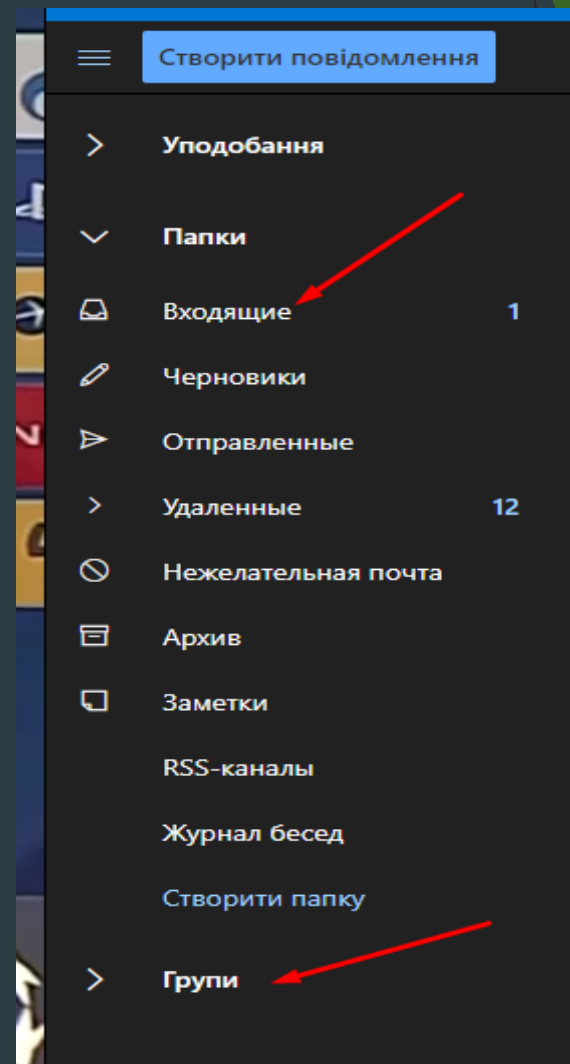 Створити повідомлення
Уподобання
Папки
Входящие 1
Черновики
Отправленные
Удаленные 12
Нежелательная почта
Архив
Заметки
RSS-каналы
Журнал бесед
Створити папку
Групи